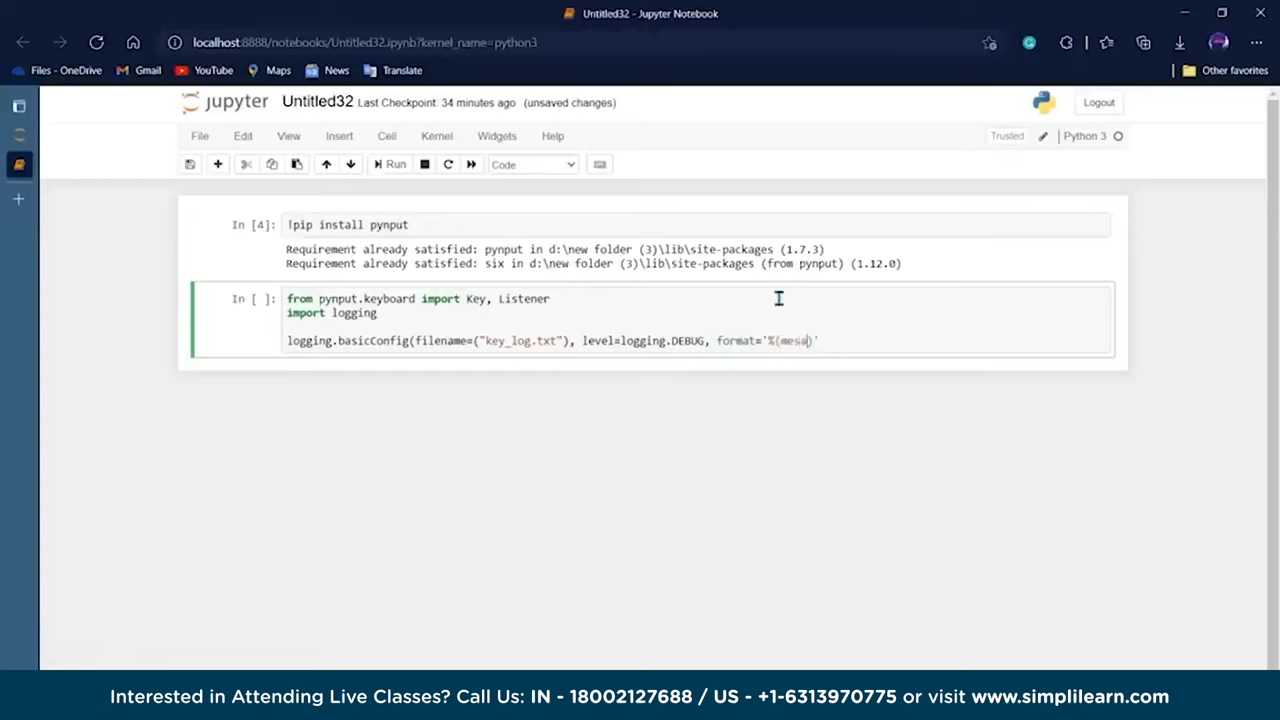 Untitled32 - Jupyter Notebook
localhost:8888/notebooks/Untitled32.ipynb?kernel_name=python3
Files - OneDrive Gmail YouTube Maps News Translate Other favorites
jupyter Untitled32 Last Checkpoint 34 minutes ago (unsaved changes) Logout
File Edit View Insert Cell Kernel Widgets Help Trusted Python 3
Run Code
In [4]: !pip install pynput
Requirement already satisfied: pynput in d:\new folder (3)\lib\site-packages (1.7.3)
Requirement already satisfied: six in d:\new folder (3)\lib\site-packages (from pynput) (1.12.0)
In [ ]: from pynput.keyboard import Key, Listener
import logging
logging.basicConfig(filename=("key_log.txt"), level=logging.DEBUG, format='%(mesa)'
Interested in Attending Live Classes? Call Us: IN - 18002127688 / US - +1-6313970775 or visit www.simplilearn.com